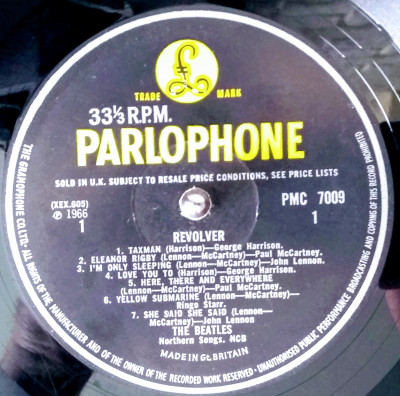 TRADE MARK
33⅓ R.P.M.
PARLOPHONE
SOLD IN U.K. SUBJECT TO RESALE PRICE CONDITIONS, SEE PRICE LISTS
(XEX.605)
℗ 1966
1
PMC 7009
1
REVOLVER
1. TAXMAN (Harrison)—George Harrison.
2. ELEANOR RIGBY (Lennon—McCartney)—Paul McCartney.
3. I'M ONLY SLEEPING (Lennon—McCartney)—John Lennon.
4. LOVE YOU TO (Harrison)—George Harrison.
5. HERE, THERE AND EVERYWHERE
(Lennon—McCartney)—Paul McCartney.
6. YELLOW SUBMARINE (Lennon—McCartney)—
Ringo Starr.
7. SHE SAID SHE SAID (Lennon—
McCartney)—John Lennon
THE BEATLES
Northern Songs, NCB
MADE IN Gt. BRITAIN
THE GRAMOPHONE CO. LTD. ALL RIGHTS OF THE MANUFACTURER AND OF THE OWNER OF THE RECORDED WORK RESERVED · UNAUTHORISED PUBLIC PERFORMANCE BROADCASTING AND COPYING OF THIS RECORD PROHIBITED